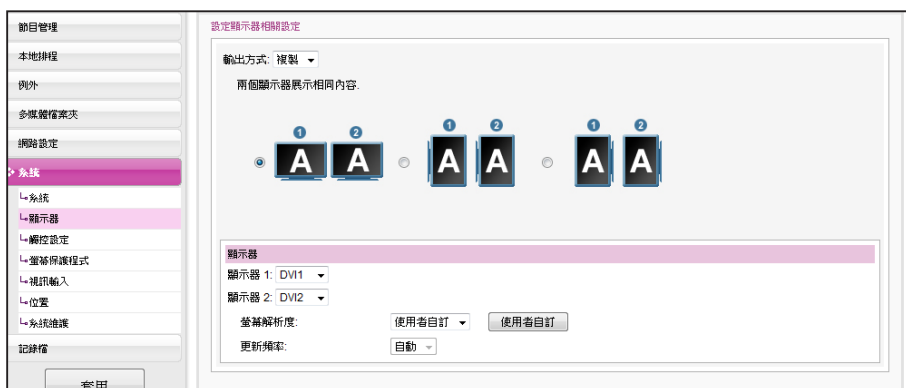 節目管理
本地排程
例外
多媒體檔案夾
網路設定
系統
系統
顯示器
觸控設定
螢幕保護程式
視訊輸入
位置
系統維護
記錄檔
套用
設定顯示器相關設定
輸出方式: 複製
兩個顯示器展示相同內容.
1 2 1 2 1 2
A A A A A A
顯示器
顯示器 1: DVI1
顯示器 2: DVI2
螢幕解析度: 使用者自訂 使用者自訂
更新頻率: 自動